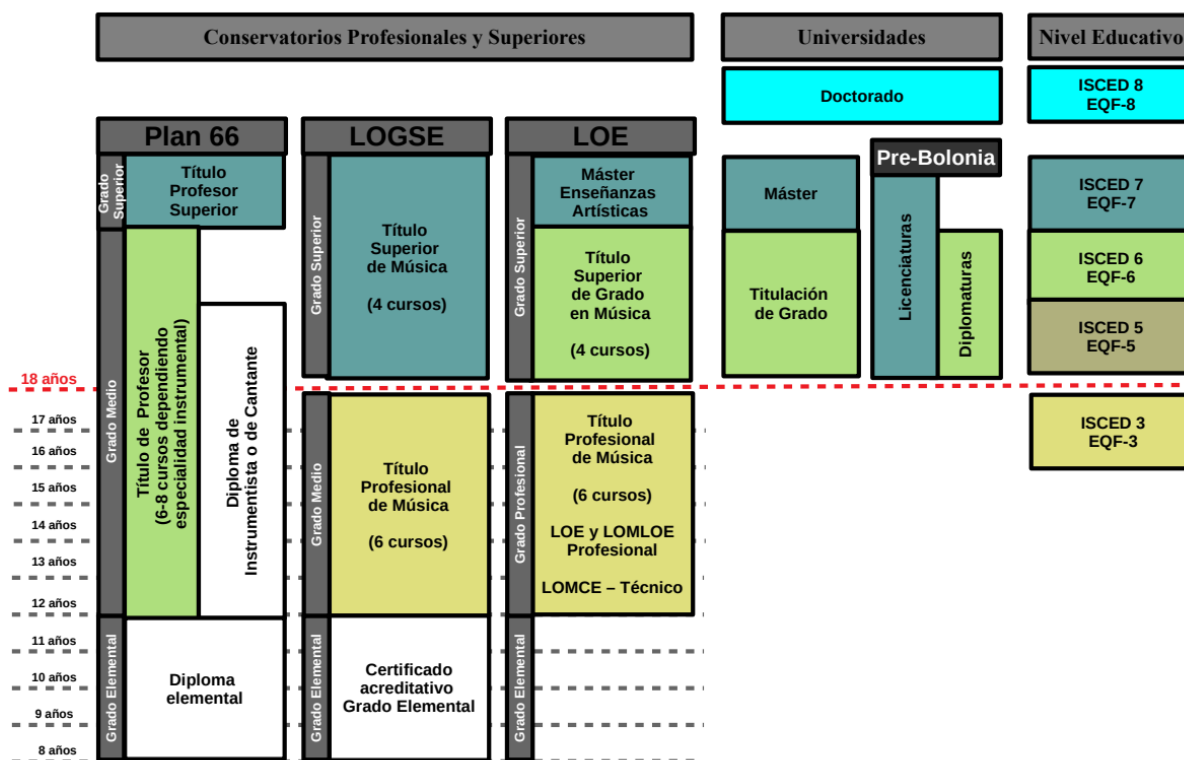 Conservatorios Profesionales y Superiores
Universidades
Nivel Educativo
Doctorado
ISCED 8
EQF-8
Plan 66
LOGSE
LOE
Pre-Bolonia
Grado
Superior
Título
Profesor
Superior
Grado Medio
Título de Profesor
(6-8 cursos dependiendo
especialidad instrumental)
Diploma de
Instrumentista o de Cantante
Grado Elemental
Diploma
elemental
Grado Superior
Título
Superior
de Música
(4 cursos)
Grado Medio
Título
Profesional
de Música
(6 cursos)
Grado Elemental
Certificado
acreditativo
Grado Elemental
Grado Superior
Máster
Enseñanzas
Artísticas
Título
Superior
de Grado
en Música
(4 cursos)
Grado Profesional
Título
Profesional
de Música
(6 cursos)
LOE y LOMLOE
Profesional
LOMCE – Técnico
Grado Elemental
Máster
Titulación
de Grado
Licenciaturas
Diplomaturas
ISCED 7
EQF-7
ISCED 6
EQF-6
ISCED 5
EQF-5
ISCED 3
EQF-3
18 años
17 años
16 años
15 años
14 años
13 años
12 años
11 años
10 años
9 años
8 años